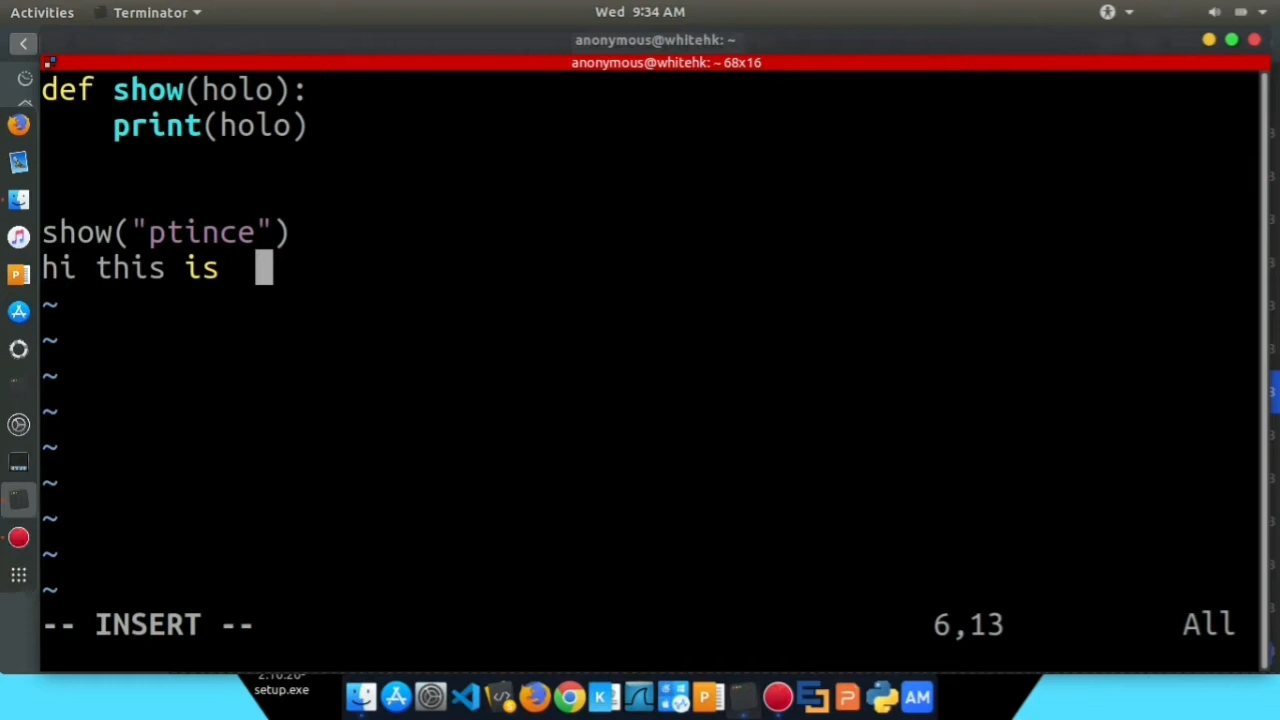 Activities Terminator Wed 9:34 AM
anonymous@whitehk: ~
anonymous@whitehk: ~ 68x16
def show(holo):
    print(holo)
show("ptince")
hi this is
~
~
~
~
~
~
~
~
~
-- INSERT -- 6,13 All
setup.exe
AM